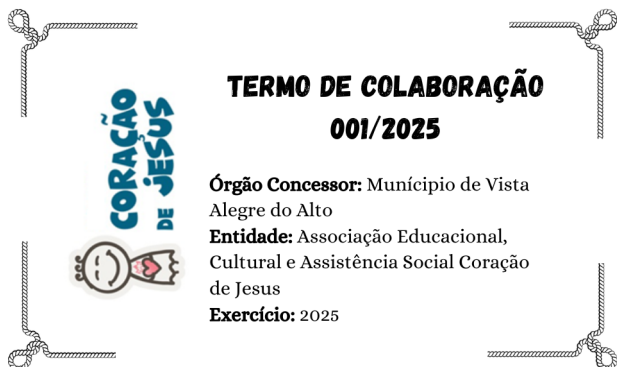 CORAÇÃO
DE JESUS
TERMO DE COLABORAÇÃO
001/2025
Órgão Concessor: Munícipio de Vista
Alegre do Alto
Entidade: Associação Educacional,
Cultural e Assistência Social Coração
de Jesus
Exercício: 2025